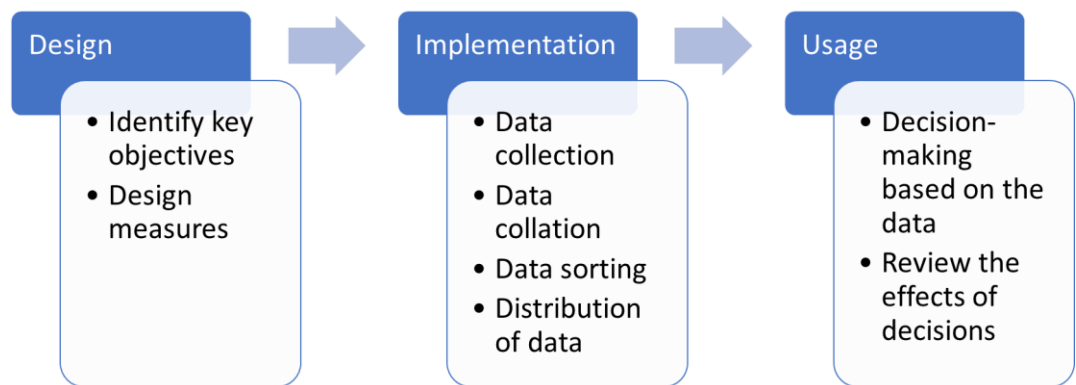 Design
• Identify key
objectives
• Design
measures
Implementation
• Data
collection
• Data
collation
• Data sorting
• Distribution
of data
Usage
• Decision-
making
based on the
data
• Review the
effects of
decisions